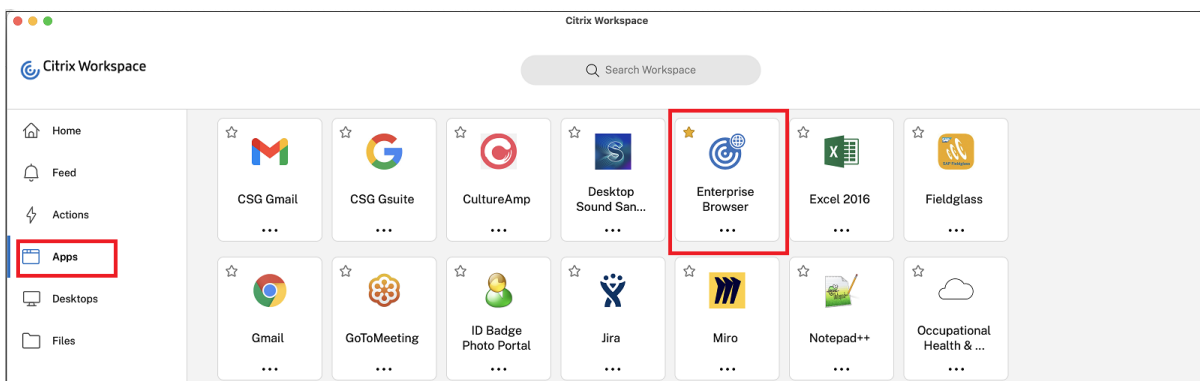 Citrix Workspace
Citrix Workspace
Search Workspace
Home
Feed
Actions
Apps
Desktops
Files
CSG Gmail
CSG Gsuite
CultureAmp
Desktop
Sound San...
Enterprise
Browser
Excel 2016
Fieldglass
Gmail
GoToMeeting
ID Badge
Photo Portal
Jira
Miro
Notepad++
Occupational
Health & ...